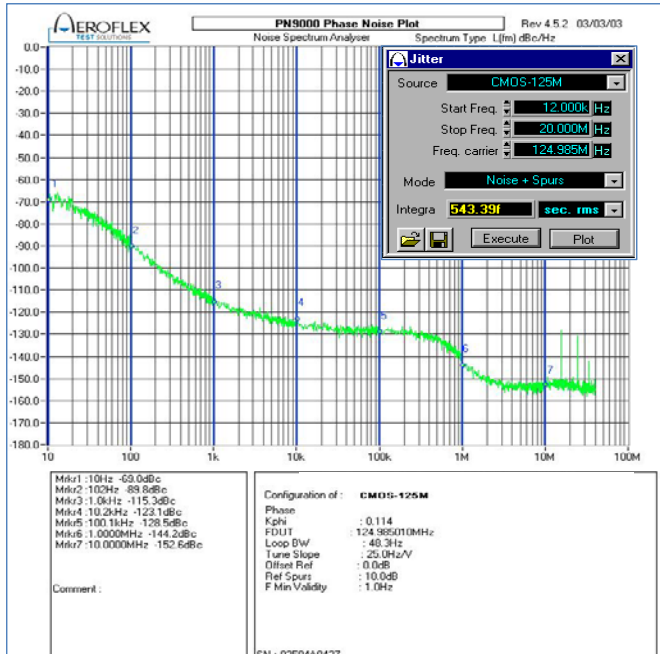 AEROFLEX
TEST SOLUTIONS
PN9000 Phase Noise Plot
Rev 4.5.2 03/03/03
Noise Spectrum Analyser
Spectrum Type L(fm) dBc/Hz
Jitter
Source CMOS-125M
Start Freq. 12.000k Hz
Stop Freq. 20.000M Hz
Freq. carrier 124.985M Hz
Mode Noise + Spurs
Integra 543.39f sec. rms
Execute Plot
0.0
-10.0
-20.0
-30.0
-40.0
-50.0
-60.0
-70.0
-80.0
-90.0
-100.0
-110.0
-120.0
-130.0
-140.0
-150.0
-160.0
-170.0
-180.0
1
2
3
4
5
6
7
10 100 1k 10k 100k 1M 10M 100M
Mrkr1 :10Hz -69.0dBc
Mrkr2 :102Hz -89.8dBc
Mrkr3 :1.0kHz -115.3dBc
Mrkr4 :10.2kHz -123.1dBc
Mrkr5 :100.1kHz -128.5dBc
Mrkr6 :1.0000MHz -144.2dBc
Mrkr7 :10.0000MHz -152.6dBc
Comment :
Configuration of : CMOS-125M
Phase
Kphi : 0.114
FDUT : 124.985010MHz
Loop BW : 48.3Hz
Tune Slope : 25.0Hz/V
Offset Ref : 0.0dB
Ref Spurs : 10.0dB
F Min Validity : 1.0Hz